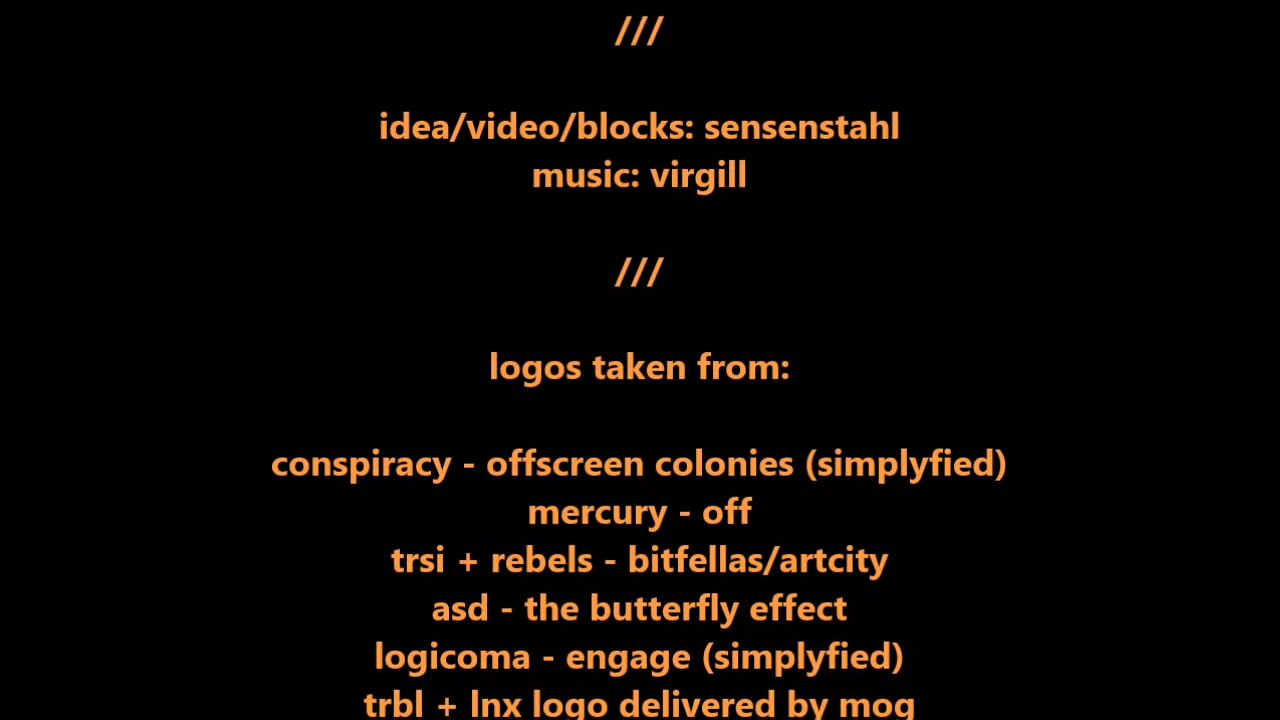 ///
idea/video/blocks: sensenstahl
music: virgill
///
logos taken from:
conspiracy - offscreen colonies (simplyfied)
mercury - off
trsi + rebels - bitfellas/artcity
asd - the butterfly effect
logicoma - engage (simplyfied)
trbl + lnx logo delivered by mog